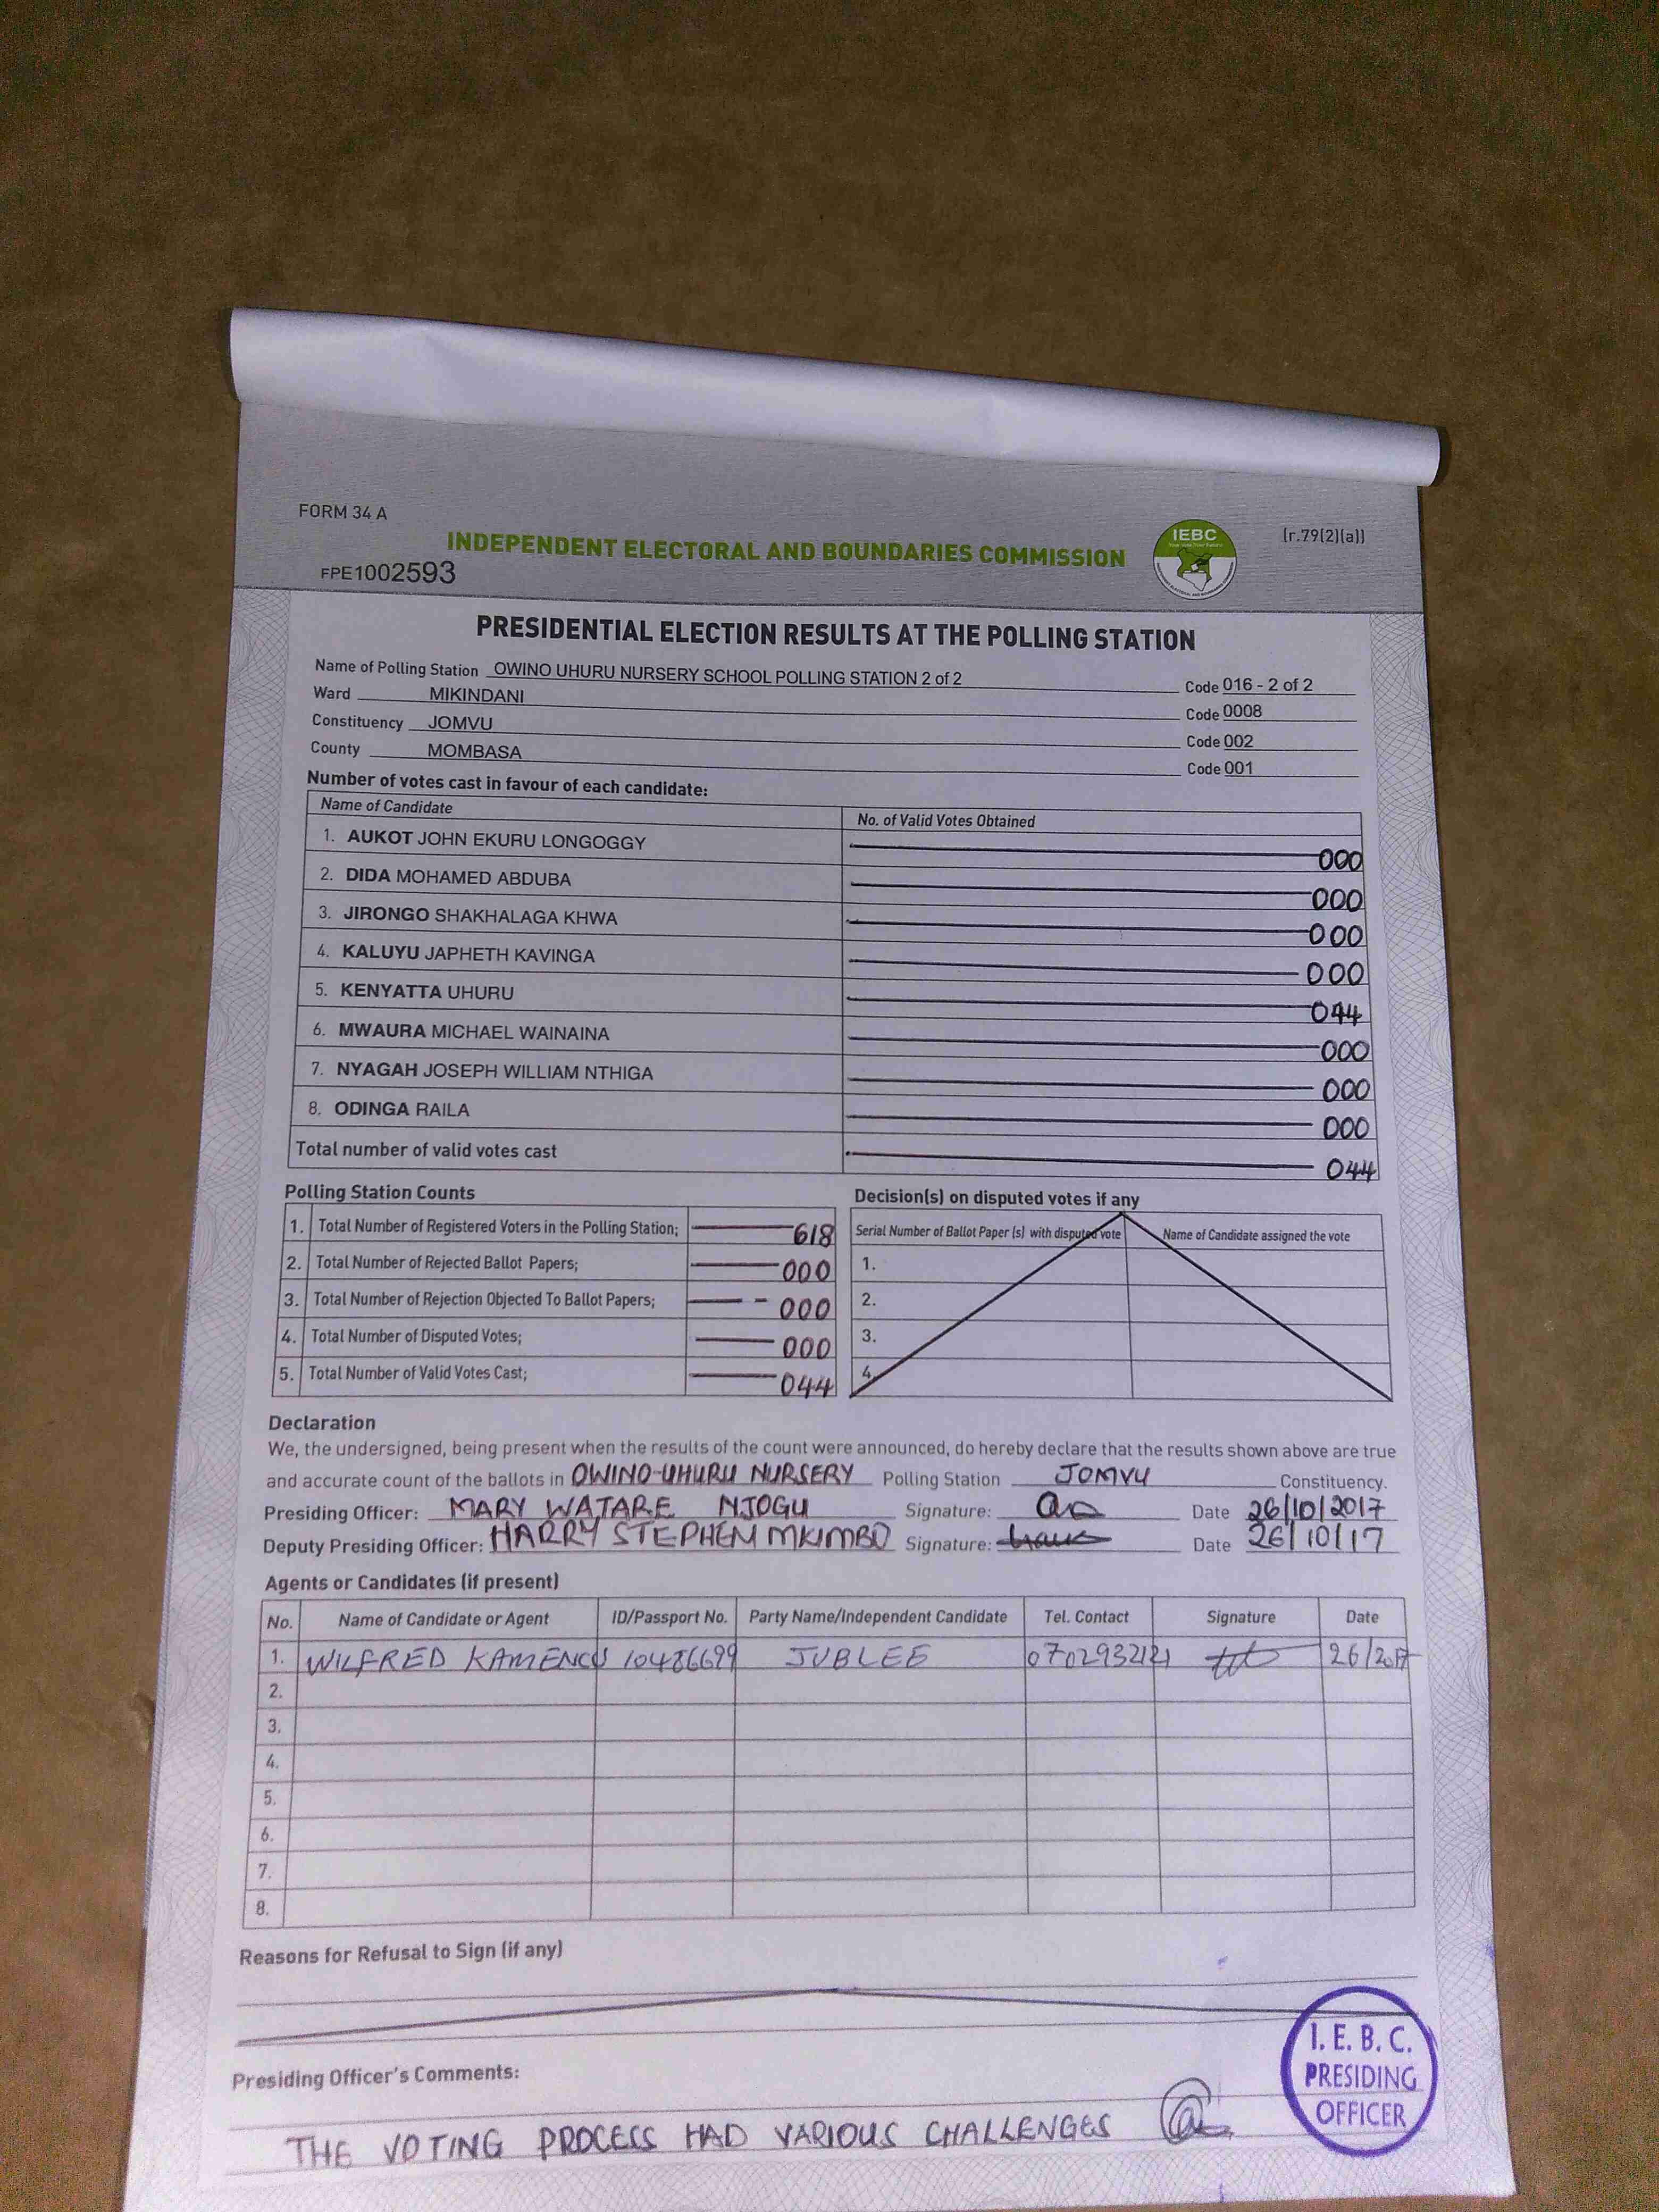 FORM 34 A
(r.79(2)(a))
INDEPENDENT ELECTORAL AND BOUNDARIES COMMISSION
IEBC
FPE1002593
PRESIDENTIAL ELECTION RESULTS AT THE POLLING STATION
Name of Polling Station OWINO UHURU NURSERY SCHOOL POLLING STATION 2 of 2 Code 016 - 2 of 2
Ward MIKINDANI Code 0008
Constituency JOMVU Code 002
County MOMBASA Code 001
Number of votes cast in favour of each candidate:
Name of Candidate No. of Valid Votes Obtained
1. AUKOT JOHN EKURU LONGOGGY 000
2. DIDA MOHAMED ABDUBA 000
3. JIRONGO SHAKHALAGA KHWA 000
4. KALUYU JAPHETH KAVINGA 000
5. KENYATTA UHURU 044
6. MWAURA MICHAEL WAINAINA 000
7. NYAGAH JOSEPH WILLIAM NTHIGA 000
8. ODINGA RAILA 000
Total number of valid votes cast 044
Polling Station Counts
1. Total Number of Registered Voters in the Polling Station; 618
2. Total Number of Rejected Ballot Papers; 000
3. Total Number of Rejection Objected To Ballot Papers; 000
4. Total Number of Disputed Votes; 000
5. Total Number of Valid Votes Cast; 044
Decision(s) on disputed votes if any
Serial Number of Ballot Paper (s) with disputed vote Name of Candidate assigned the vote
1.
2.
3.
4.
Declaration
We, the undersigned, being present when the results of the count were announced, do hereby declare that the results shown above are true
and accurate count of the ballots in OWINO-UHURU NURSERY Polling Station JOMVU Constituency.
Presiding Officer: MARY WATARE NJOGU Signature: Date 26/10/2017
Deputy Presiding Officer: HARRY STEPHEN MKIMBO Signature: Date 26/10/17
Agents or Candidates (if present)
No. Name of Candidate or Agent ID/Passport No. Party Name/Independent Candidate Tel. Contact Signature Date
1. WILFRED 10486699 JUBLEE 0702932121 26/2017
2.
3.
4.
5.
6.
7.
8.
Reasons for Refusal to Sign (if any)
Presiding Officer's Comments:
THE VOTING PROCESS HAD VARIOUS CHALLENGES
I. E. B. C.
PRESIDING
OFFICER